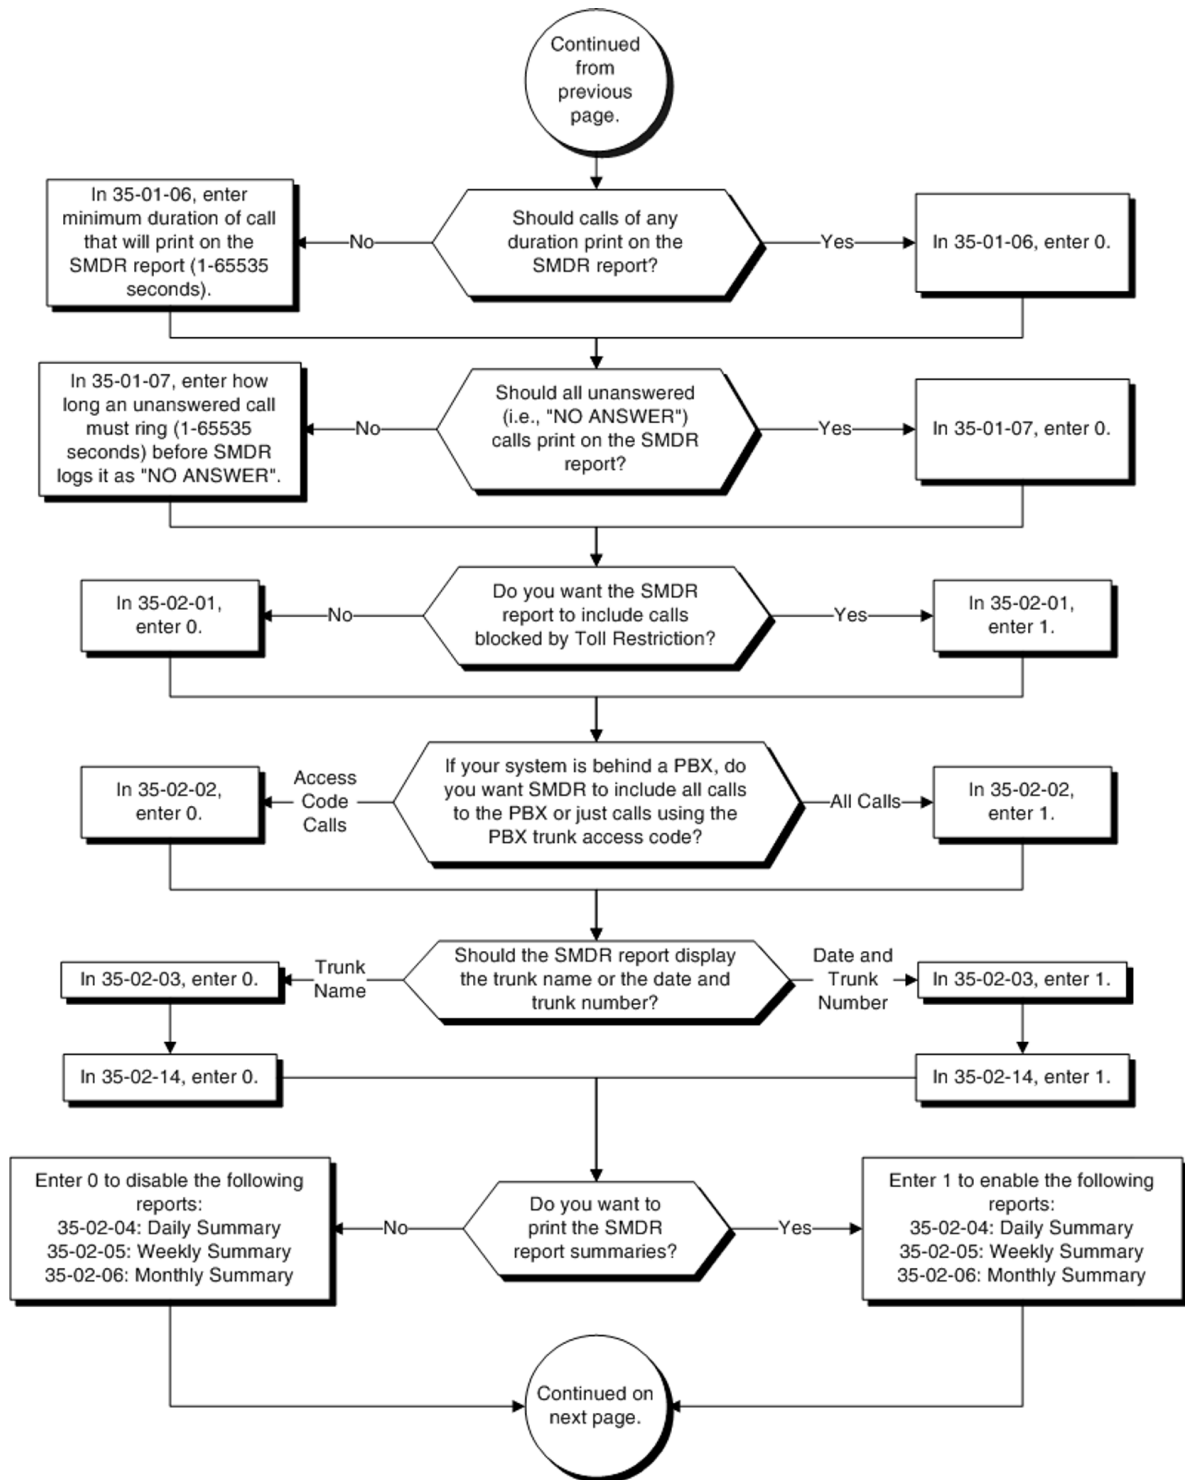 Continued
from
previous
page.
In 35-01-06, enter
minimum duration of call
that will print on the
SMDR report (1-65535
seconds).
No
Should calls of any
duration print on the
SMDR report?
Yes
In 35-01-06, enter 0.
In 35-01-07, enter how
long an unanswered call
must ring (1-65535
seconds) before SMDR
logs it as "NO ANSWER".
No
Should all unanswered
(i.e., "NO ANSWER")
calls print on the SMDR
report?
Yes
In 35-01-07, enter 0.
In 35-02-01,
enter 0.
No
Do you want the SMDR
report to include calls
blocked by Toll Restriction?
Yes
In 35-02-01,
enter 1.
In 35-02-02,
enter 0.
Access
Code
Calls
If your system is behind a PBX, do
you want SMDR to include all calls
to the PBX or just calls using the
PBX trunk access code?
All Calls
In 35-02-02,
enter 1.
In 35-02-03, enter 0.
Trunk
Name
Should the SMDR report display
the trunk name or the date and
trunk number?
Date and
Trunk
Number
In 35-02-03, enter 1.
In 35-02-14, enter 0.
In 35-02-14, enter 1.
Enter 0 to disable the following
reports:
35-02-04: Daily Summary
35-02-05: Weekly Summary
35-02-06: Monthly Summary
No
Do you want to
print the SMDR
report summaries?
Yes
Enter 1 to enable the following
reports:
35-02-04: Daily Summary
35-02-05: Weekly Summary
35-02-06: Monthly Summary
Continued on
next page.